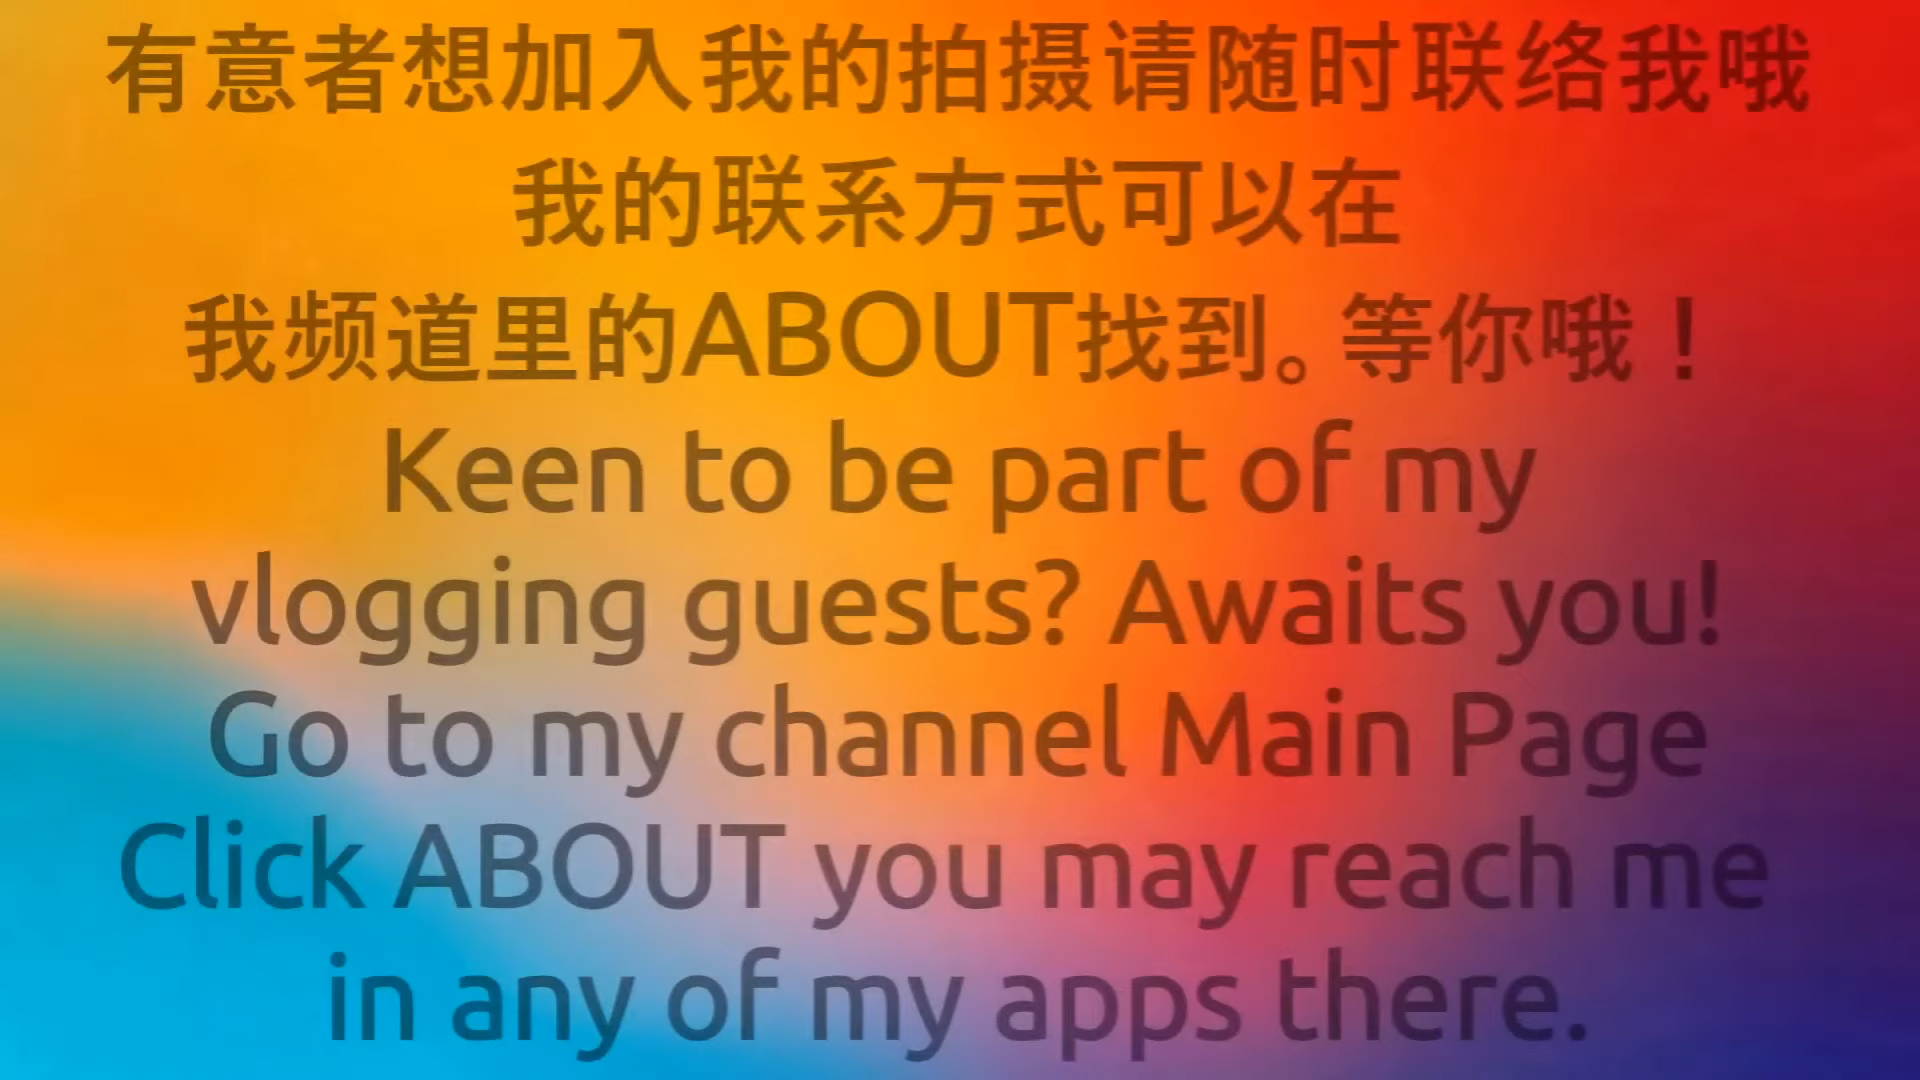 有意者想加入我的拍摄请随时联络我哦
我的联系方式可以在
我频道里的ABOUT找到。等你哦！
Keen to be part of my
vlogging guests? Awaits you!
Go to my channel Main Page
Click ABOUT you may reach me
in any of my apps there.